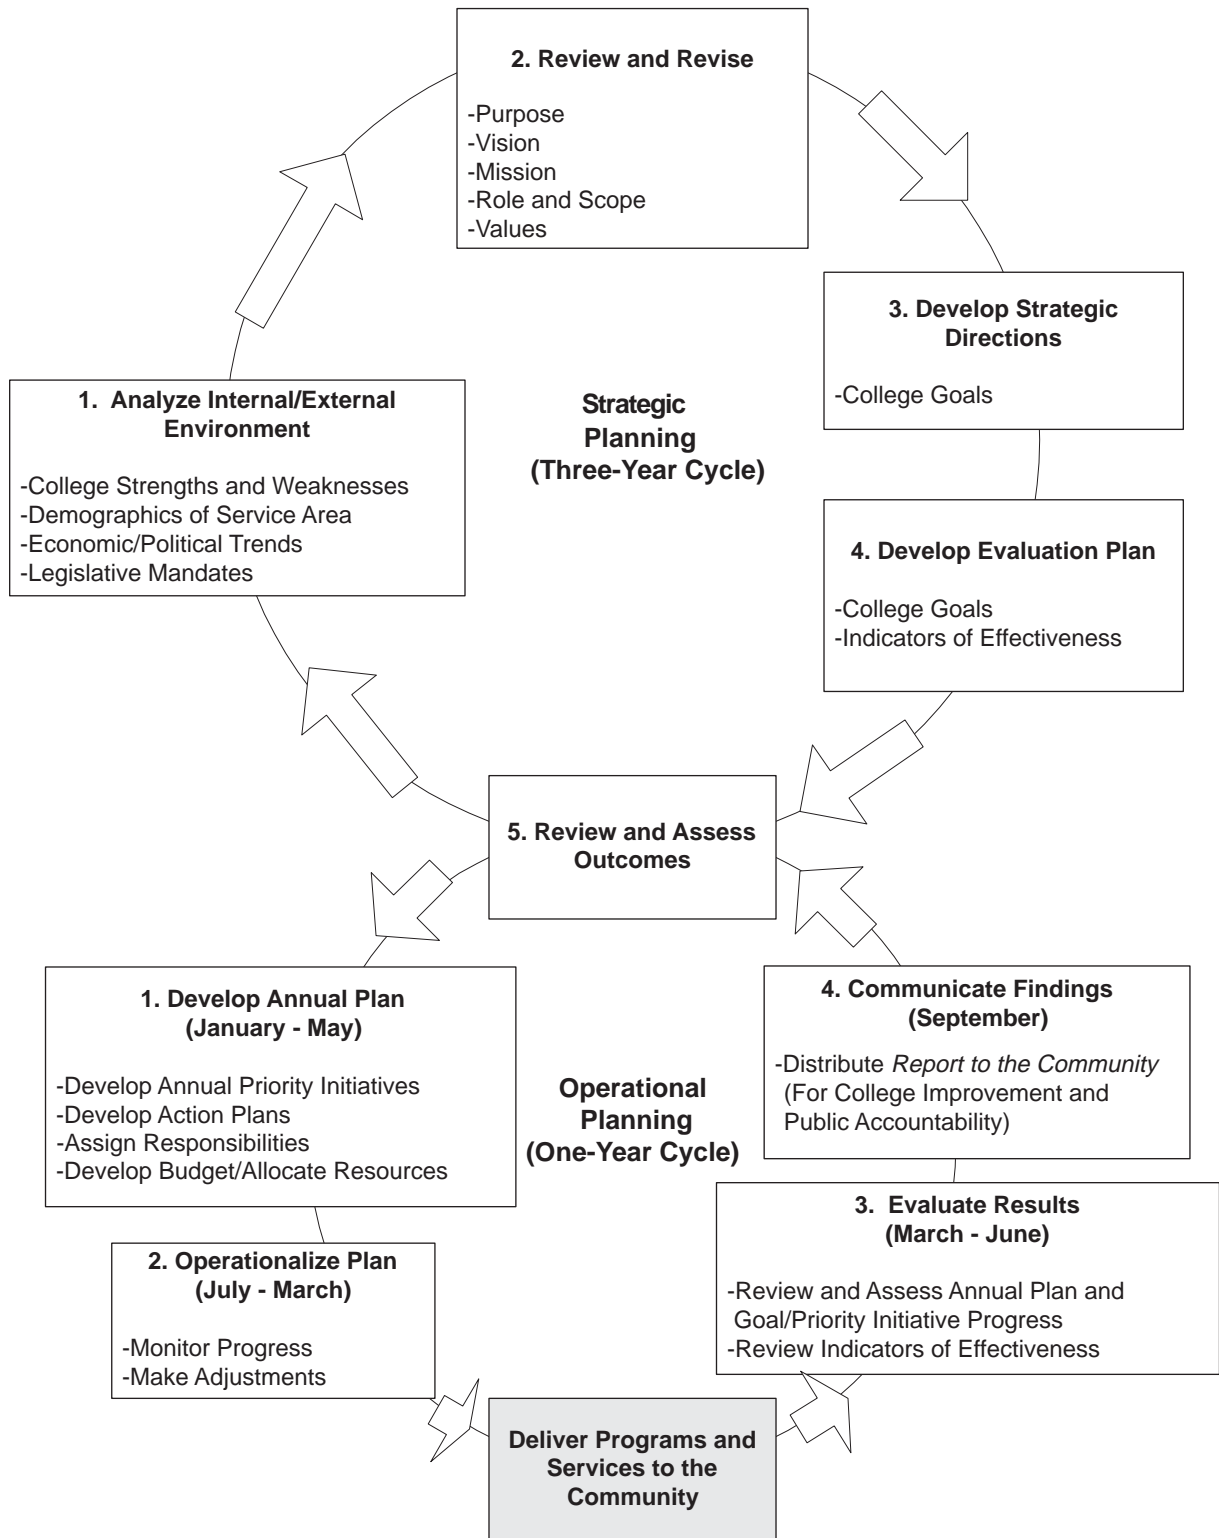 2. Review and Revise
-Purpose
-Vision
-Mission
-Role and Scope
-Values
3. Develop Strategic
Directions
-College Goals
1. Analyze Internal/External
Environment
-College Strengths and Weaknesses
-Demographics of Service Area
-Economic/Political Trends
-Legislative Mandates
Strategic
Planning
(Three-Year Cycle)
4. Develop Evaluation Plan
-College Goals
-Indicators of Effectiveness
5. Review and Assess
Outcomes
1. Develop Annual Plan
(January - May)
-Develop Annual Priority Initiatives
-Develop Action Plans
-Assign Responsibilities
-Develop Budget/Allocate Resources
Operational
Planning
(One-Year Cycle)
4. Communicate Findings
(September)
-Distribute Report to the Community
(For College Improvement and
Public Accountability)
2. Operationalize Plan
(July - March)
-Monitor Progress
-Make Adjustments
3. Evaluate Results
(March - June)
-Review and Assess Annual Plan and
Goal/Priority Initiative Progress
-Review Indicators of Effectiveness
Deliver Programs and
Services to the
Community